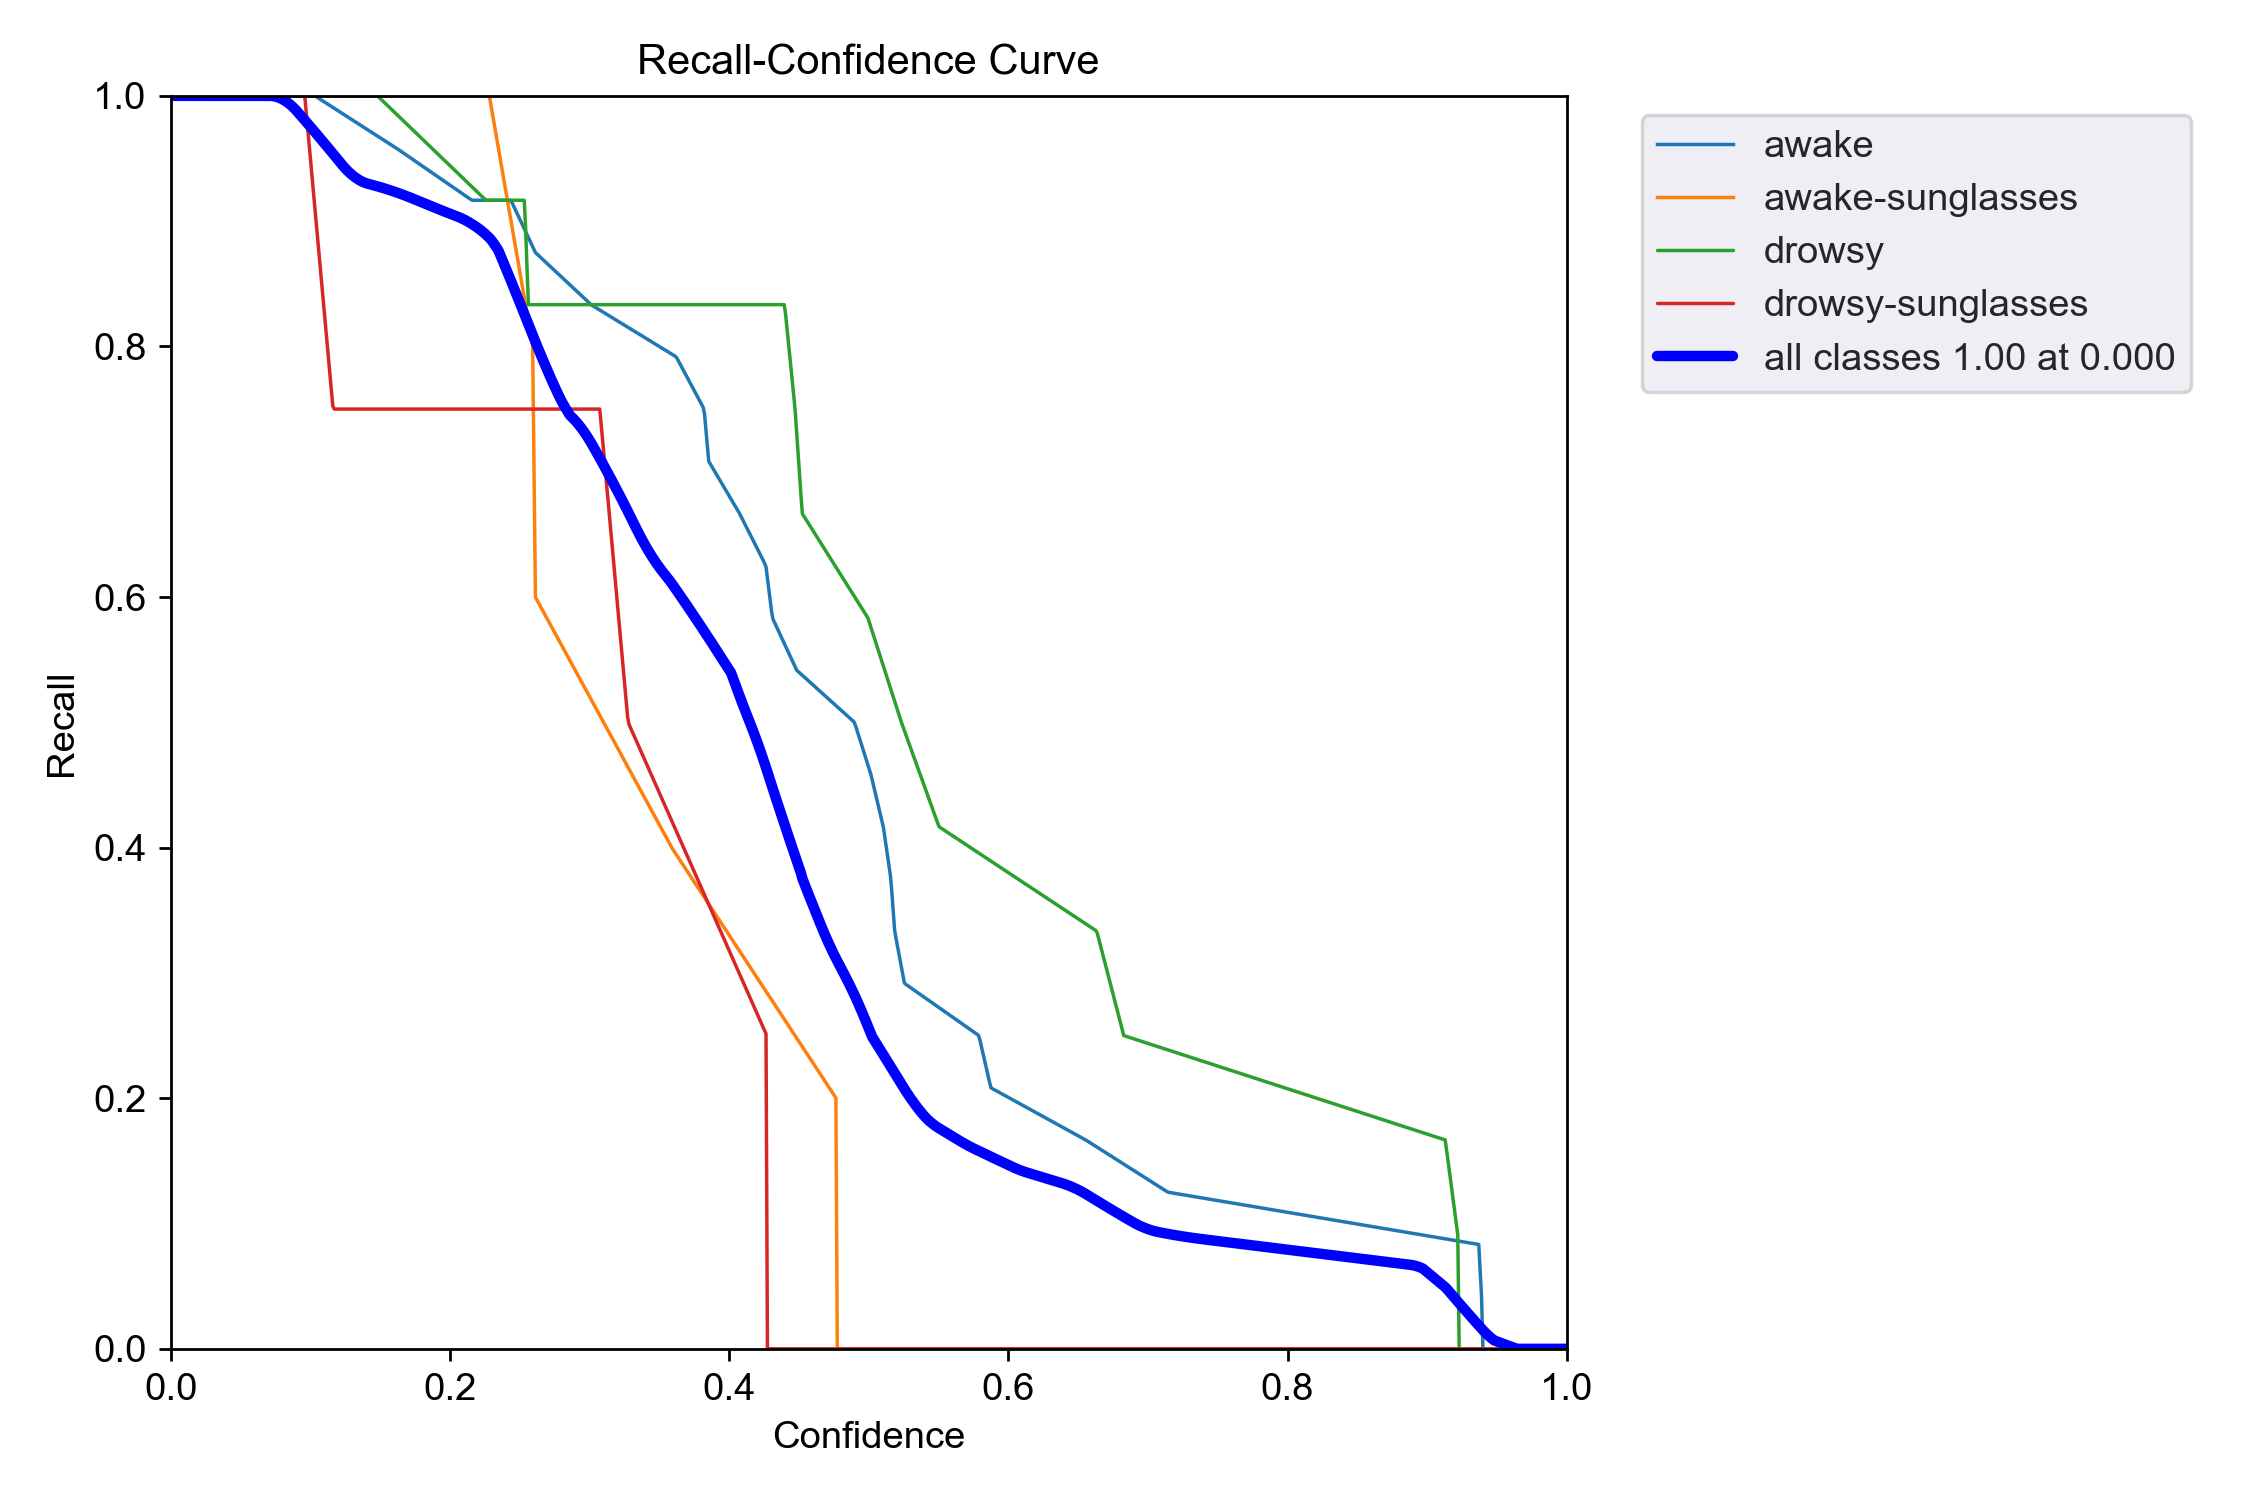 Recall-Confidence Curve
1.0
0.8
0.6
0.4
0.2
0.0
Recall
0.0 0.2 0.4 0.6 0.8 1.0
Confidence
awake
awake-sunglasses
drowsy
drowsy-sunglasses
all classes 1.00 at 0.000